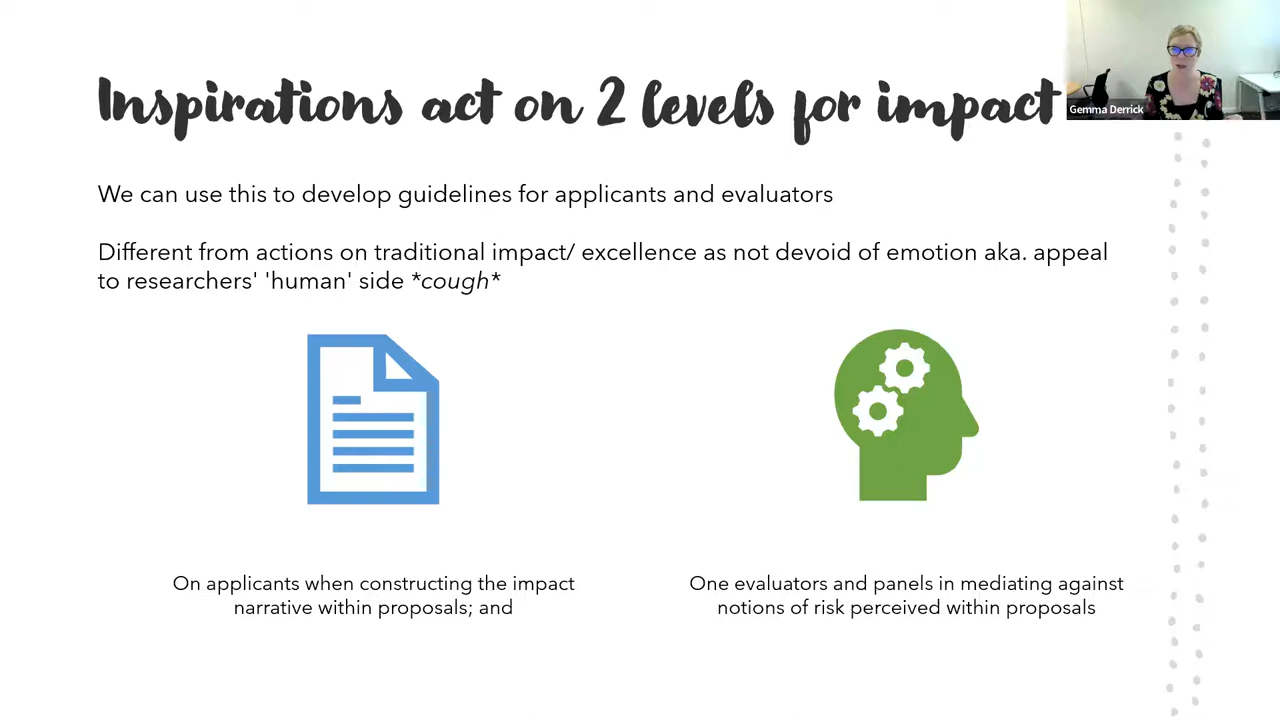 Inspirations act on 2 levels for impact
Gemma Derrick
We can use this to develop guidelines for applicants and evaluators
Different from actions on traditional impact/ excellence as not devoid of emotion aka. appeal
to researchers' 'human' side *cough*
On applicants when constructing the impact
narrative within proposals; and
One evaluators and panels in mediating against
notions of risk perceived within proposals